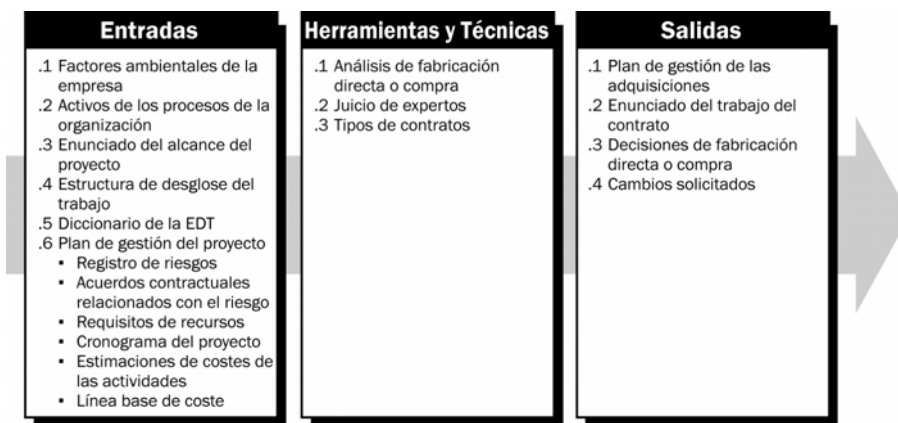 Entradas
.1 Factores ambientales de la
empresa
.2 Activos de los procesos de la
organización
.3 Enunciado del alcance del
proyecto
.4 Estructura de desglose del
trabajo
.5 Diccionario de la EDT
.6 Plan de gestión del proyecto
▪ Registro de riesgos
▪ Acuerdos contractuales
relacionados con el riesgo
▪ Requisitos de recursos
▪ Cronograma del proyecto
▪ Estimaciones de costes de
las actividades
▪ Línea base de coste
Herramientas y Técnicas
.1 Análisis de fabricación
directa o compra
.2 Juicio de expertos
.3 Tipos de contratos
Salidas
.1 Plan de gestión de las
adquisiciones
.2 Enunciado del trabajo del
contrato
.3 Decisiones de fabricación
directa o compra
.4 Cambios solicitados